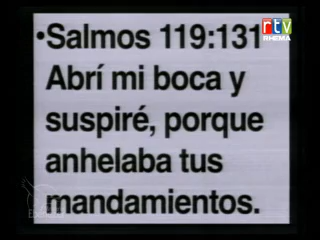 •Salmos 119:131
Abrí mi boca y
suspiré, porque
anhelaba tus
mandamientos.
rtv
RHEMA